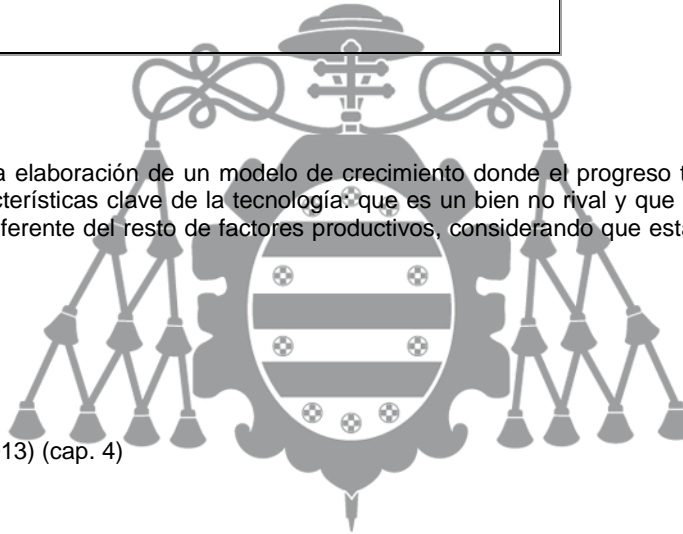 a elaboración de un modelo de crecimiento donde el progreso t
cterísticas clave de la tecnología: que es un bien no rival y que
ferente del resto de factores productivos, considerando que est
13) (cap. 4)